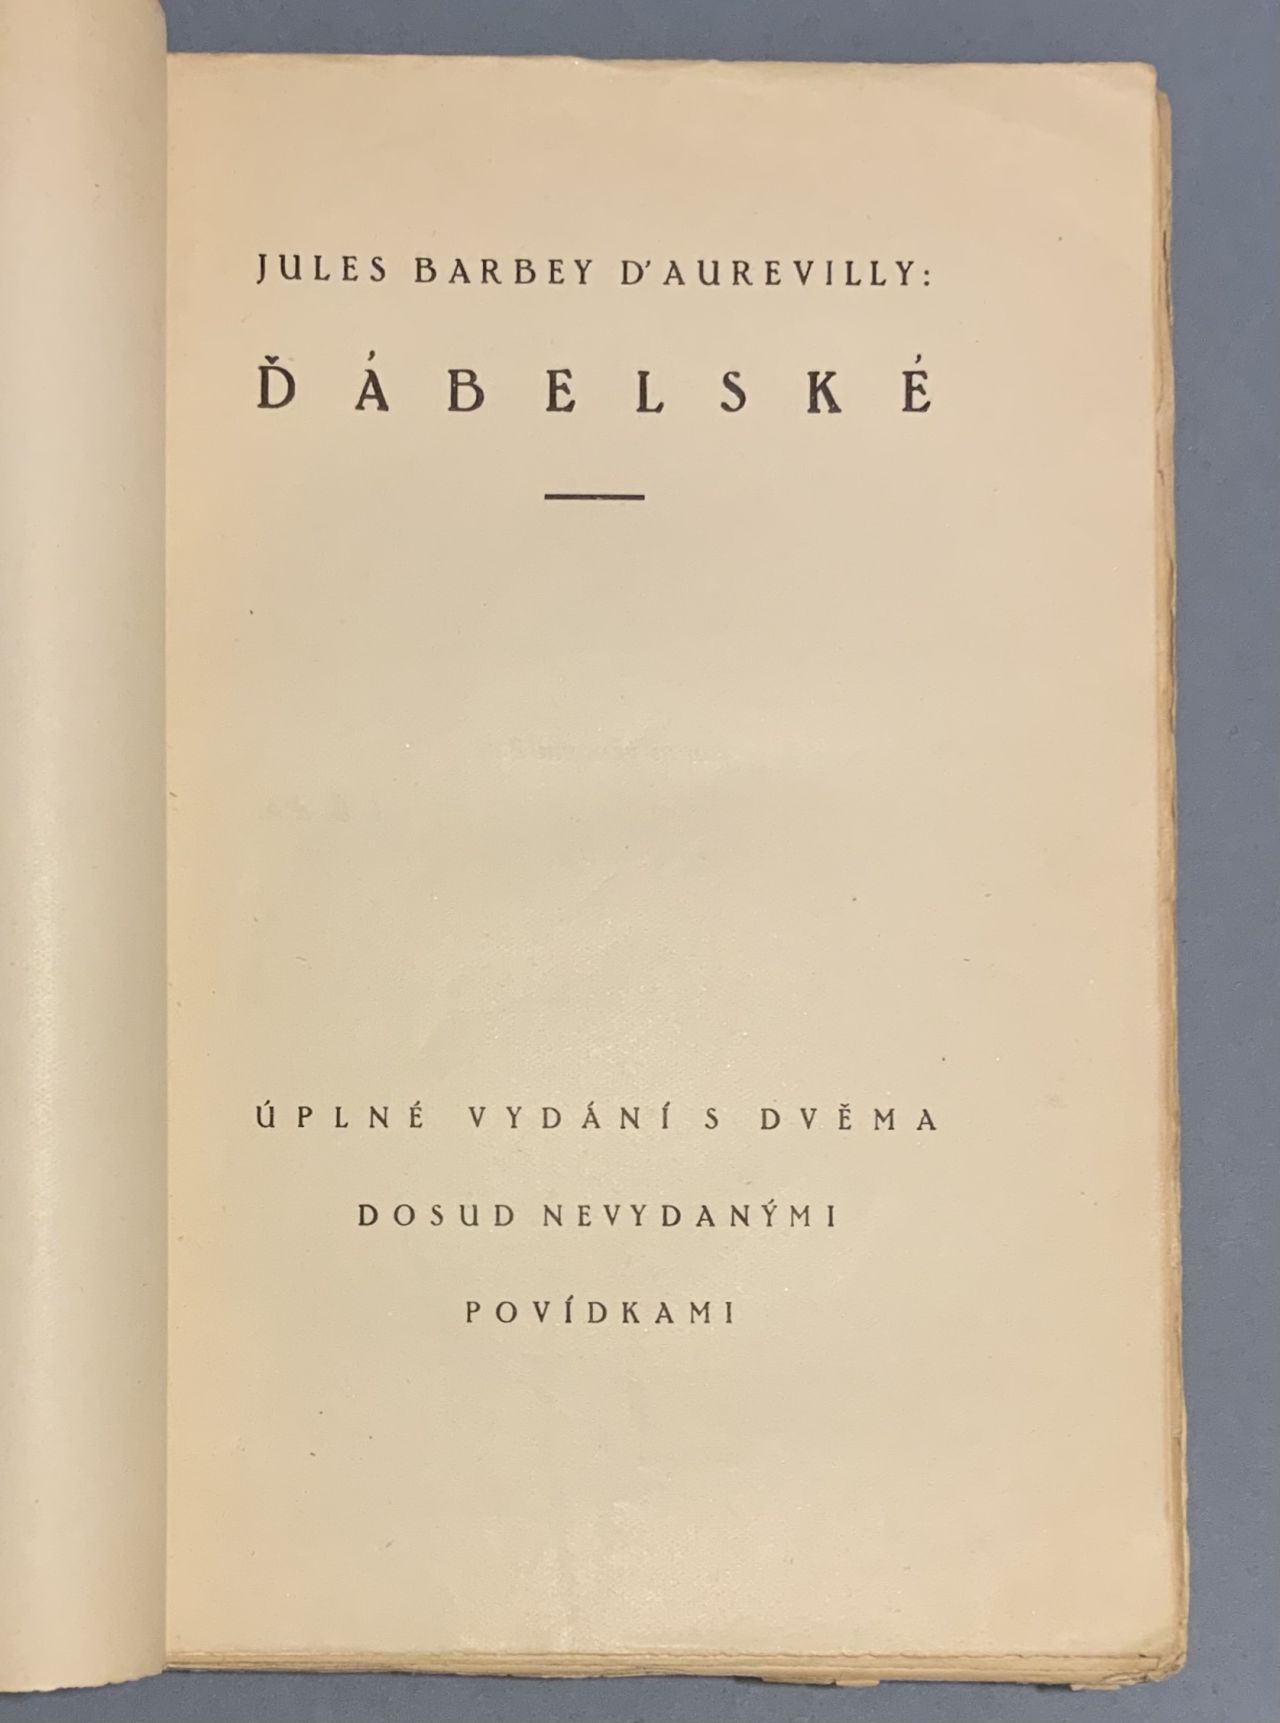 JULES BARBEY D'AUREVILLY:
ĎÁBELSKÉ
ÚPLNÉ VYDÁNÍ S DVĚMA
DOSUD NEVYDANÝMI
POVÍDKAMI